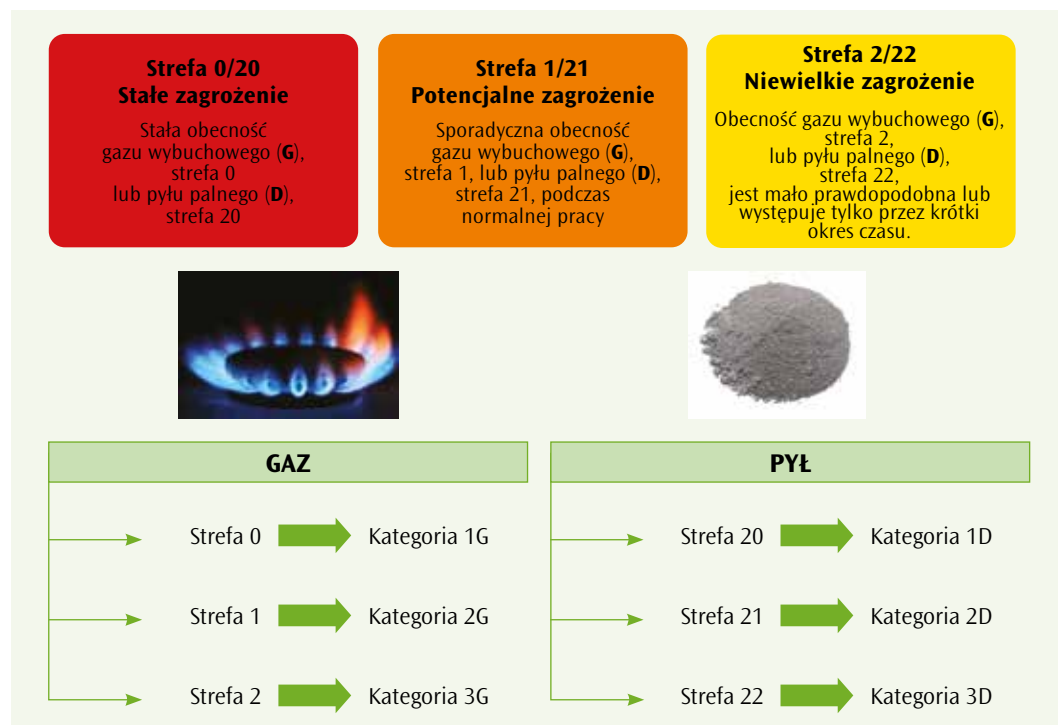 Strefa 0/20
Stałe zagrożenie
Stała obecność
gazu wybuchowego (G),
strefa 0
lub pyłu palnego (D),
strefa 20
Strefa 1/21
Potencjalne zagrożenie
Sporadyczna obecność
gazu wybuchowego (G),
strefa 1, lub pyłu palnego (D),
strefa 21, podczas
normalnej pracy
Strefa 2/22
Niewielkie zagrożenie
Obecność gazu wybuchowego (G),
strefa 2,
lub pyłu palnego (D),
strefa 22,
jest mało prawdopodobna lub
występuje tylko przez krótki
okres czasu.
GAZ
Strefa 0 Kategoria 1G
Strefa 1 Kategoria 2G
Strefa 2 Kategoria 3G
PYŁ
Strefa 20 Kategoria 1D
Strefa 21 Kategoria 2D
Strefa 22 Kategoria 3D